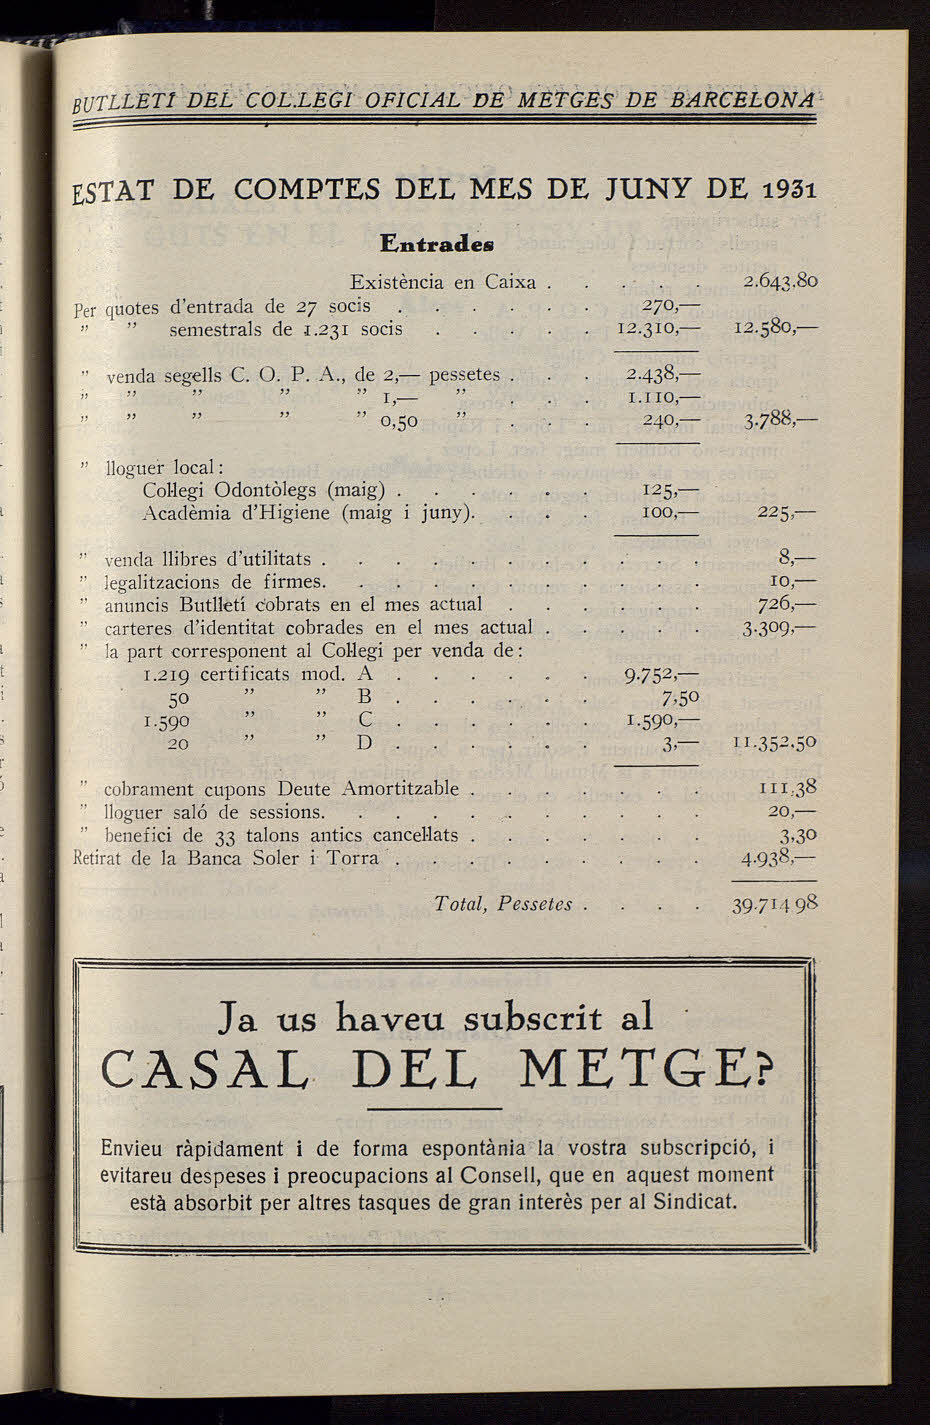 BUTLLETÍ DEL COL.LEGI OFICIAL DE METGES DE BARCELONA
ESTAT DE COMPTES DEL MES DE JUNY DE 1931
Entrades
Existència en Caixa . . . . . 2.643,80
Per quotes d'entrada de 27 socis . . . . . 270,—
" " semestrals de 1.231 socis . . . . . 12.310,— 12.580,—
" venda segells C. O. P. A., de 2,— pessetes . . . 2.438,—
" " " " " 1,— " . . . 1.110,—
" " " " " 0,50 " . . . 240,— 3.788,—
" lloguer local:
Coŀlegi Odontòlegs (maig) . . . . . . 125,—
Acadèmia d'Higiene (maig i juny). . . . 100,— 225,—
" venda llibres d'utilitats . . . . . . . . . . 8,—
" legalitzacions de firmes. . . . . . . . . . 10,—
" anuncis Butlletí cobrats en el mes actual . . . . . . 726,—
" carteres d'identitat cobrades en el mes actual . . . . . 3.309,—
" la part corresponent al Coŀlegi per venda de:
1.219 certificats mod. A . . . . . . 9.752,—
50 " " B . . . . . . 7,50
1.590 " " C . . . . . . 1.590,—
20 " " D . . . . . . 3,— 11.352,50
" cobrament cupons Deute Amortitzable . . . . . . . 111,38
" lloguer saló de sessions. . . . . . . . . . 20,—
" benefici de 33 talons antics canceŀlats . . . . . . . 3,30
Retirat de la Banca Soler i Torra . . . . . . . . . 4.938,—
Total, Pessetes . . . . 39.714 98
Ja us haveu subscrit al
CASAL DEL METGE?
Envieu ràpidament i de forma espontània la vostra subscripció, i
evitareu despeses i preocupacions al Consell, que en aquest moment
està absorbit per altres tasques de gran interès per al Sindicat.